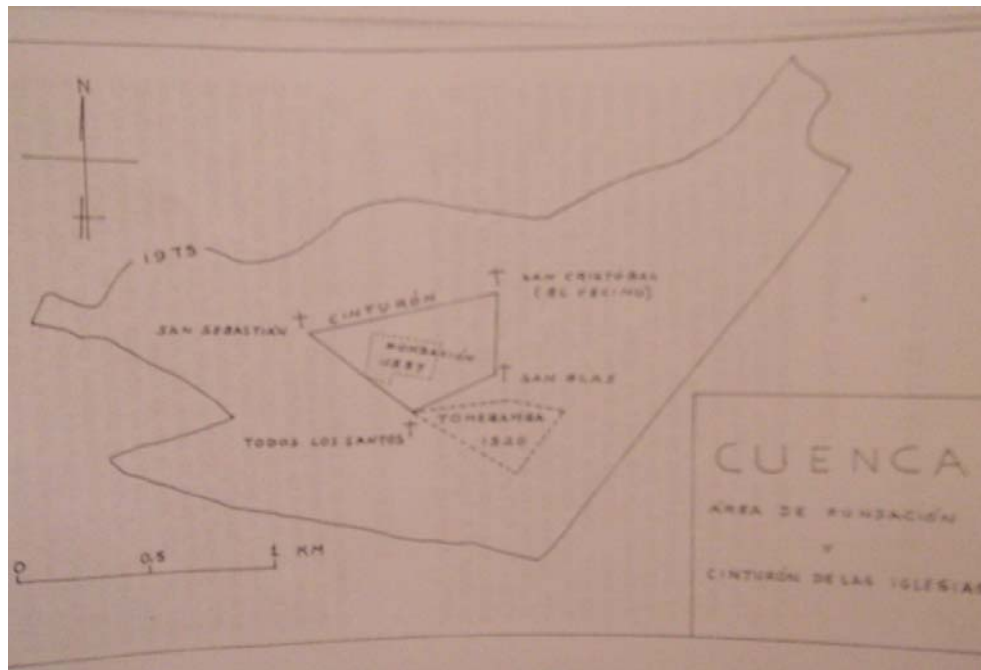 N
1975
SAN CRISTOBAL
(EL VECINO)
CINTURÓN
SAN SEBASTIAN
FUNDACIÓN
1557
SAN BLAS
TOMEBAMBA
1520
TODOS LOS SANTOS
0 0,5 1 KM
CUENCA
ÁREA DE FUNDACIÓN
Y
CINTURÓN DE LAS IGLESIAS